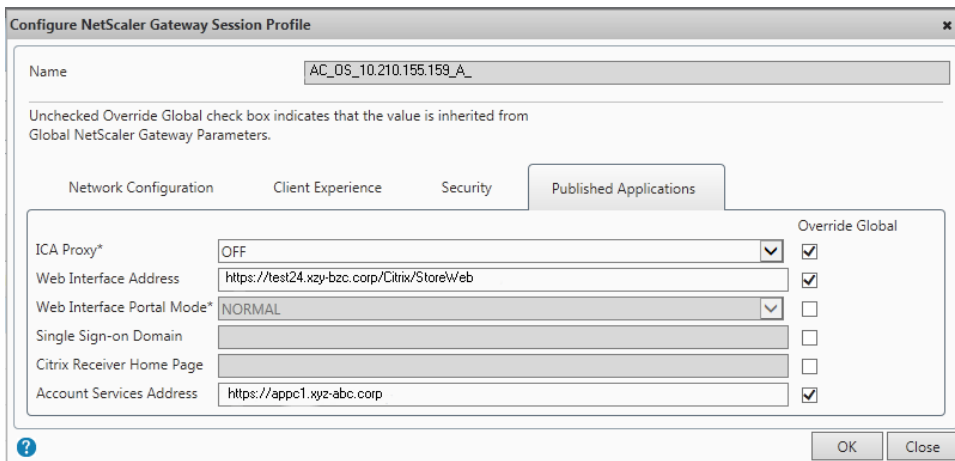 Configure NetScaler Gateway Session Profile
Name AC_OS_10.210.155.159_A_
Unchecked Override Global check box indicates that the value is inherited from
Global NetScaler Gateway Parameters.
Network Configuration Client Experience Security Published Applications
Override Global
ICA Proxy* OFF
Web Interface Address https://test24.xzy-bzc.corp/Citrix/StoreWeb
Web Interface Portal Mode* NORMAL
Single Sign-on Domain
Citrix Receiver Home Page
Account Services Address https://appc1.xyz-abc.corp
? OK Close